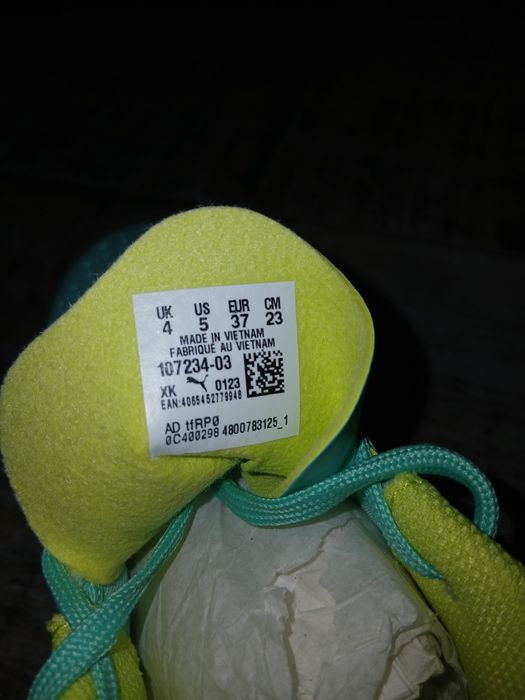 UK US EUR CM
4 5 37 23
MADE IN VIETNAM
FABRIQUÉ AU VIETNAM
107234-03
XK 0123
EAN:4065452779948
AD tfRP0
0C400298 4800783125_1